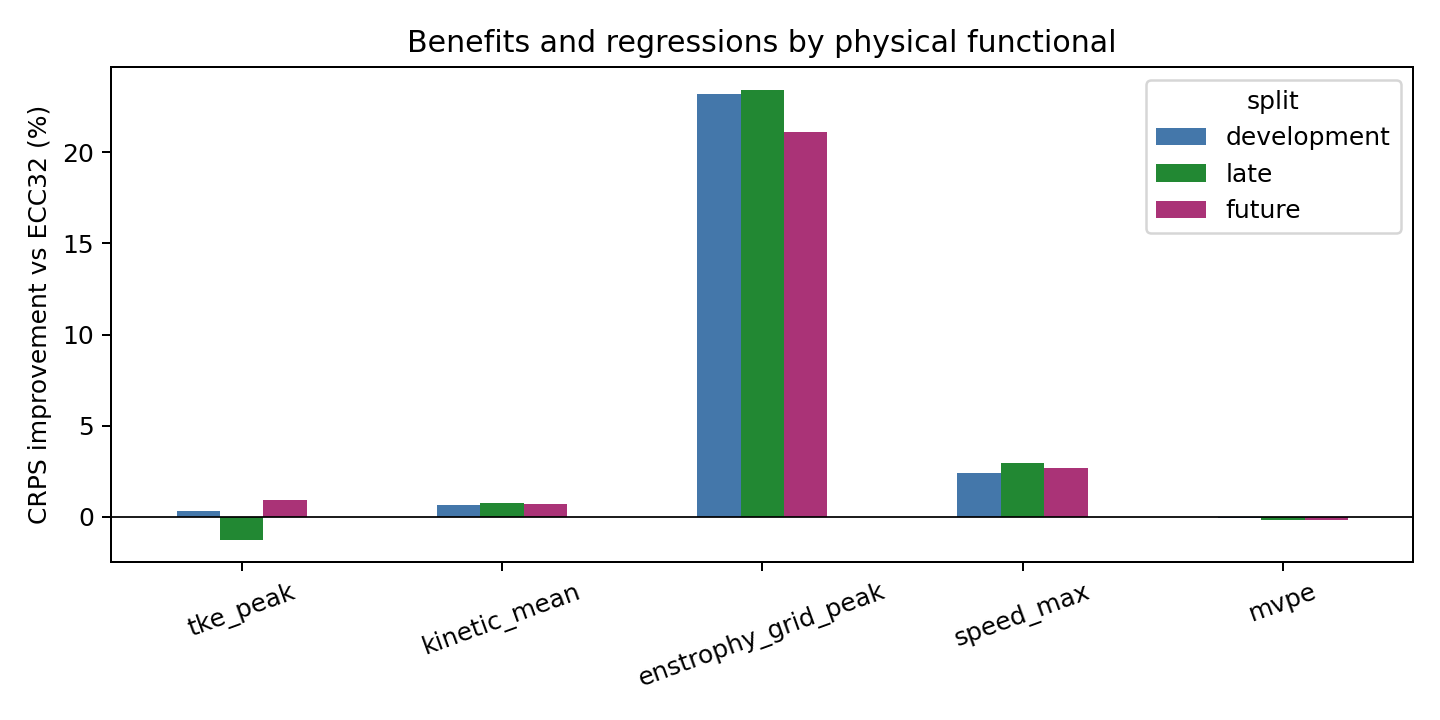 Benefits and regressions by physical functional
CRPS improvement vs ECC32 (%)
20
15
10
5
0
split
development
late
future
tke_peak
kinetic_mean
enstrophy_grid_peak
speed_max
mvpe